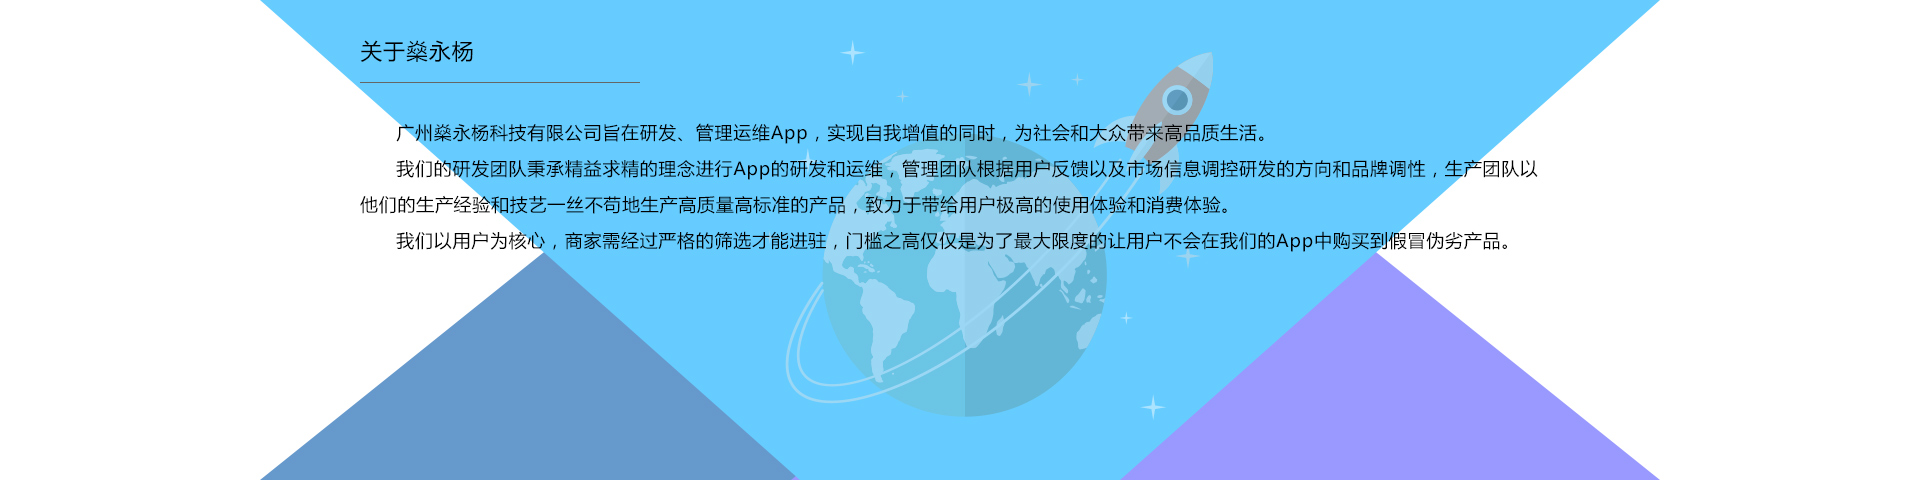 关于燊永杨
广州燊永杨科技有限公司旨在研发、管理运维App，实现自我增值的同时，为社会和大众带来高品质生活。
我们的研发团队秉承精益求精的理念进行App的研发和运维，管理团队根据用户反馈以及市场信息调控研发的方向和品牌调性，生产团队以
他们的生产经验和技艺一丝不苟地生产高质量高标准的产品，致力于带给用户极高的使用体验和消费体验。
我们以用户为核心，商家需经过严格的筛选才能进驻，门槛之高仅仅是为了最大限度的让用户不会在我们的App中购买到假冒伪劣产品。